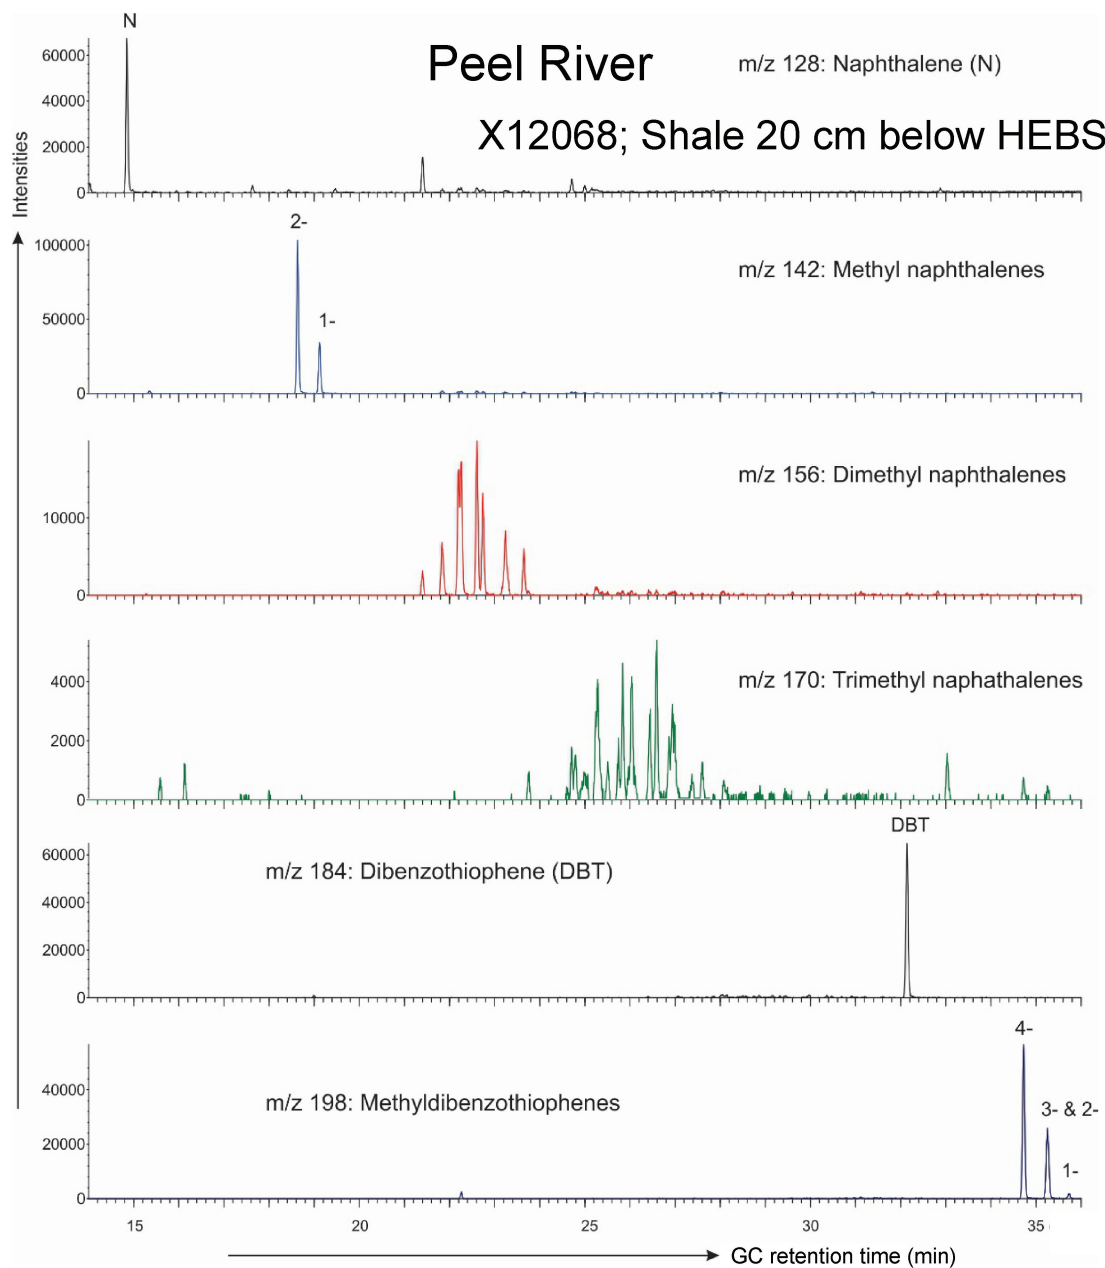 N
Peel River
m/z 128: Naphthalene (N)
X12068; Shale 20 cm below HEBS
60000
40000
20000
0
Intensities
2-
1-
m/z 142: Methyl naphthalenes
100000
50000
0
m/z 156: Dimethyl naphthalenes
10000
0
m/z 170: Trimethyl naphathalenes
4000
2000
0
DBT
m/z 184: Dibenzothiophene (DBT)
60000
40000
20000
0
4-
3- & 2-
1-
m/z 198: Methyldibenzothiophenes
40000
20000
0
15 20 25 30 35
GC retention time (min)